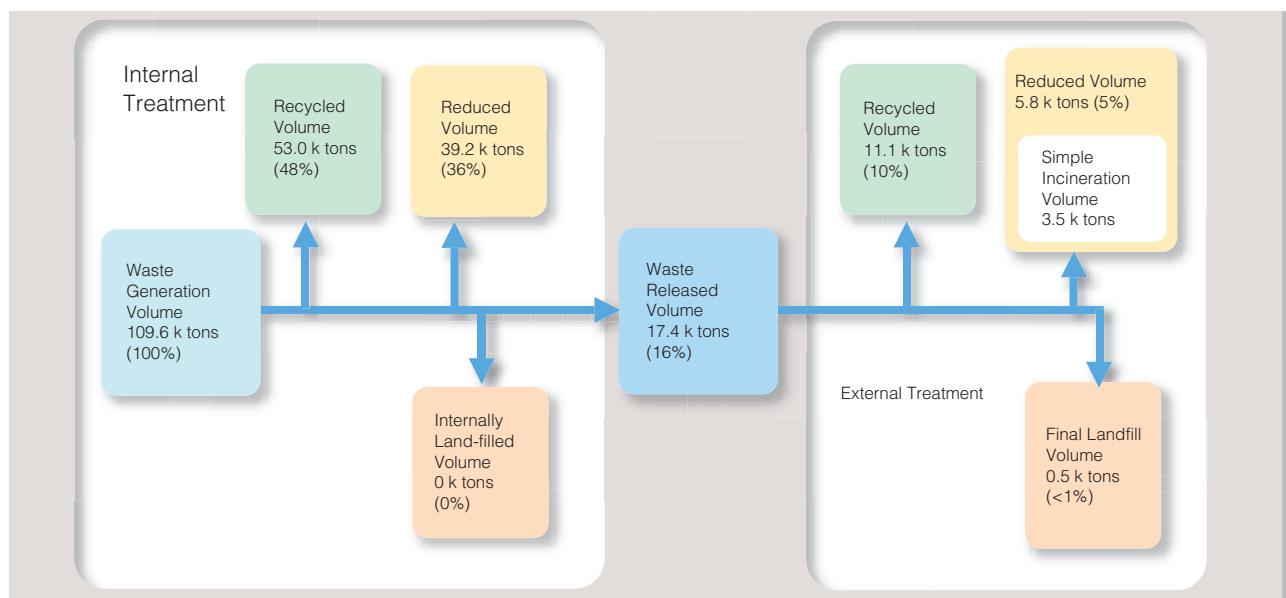 Internal
Treatment
Recycled
Volume
53.0 k tons
(48%)
Reduced
Volume
39.2 k tons
(36%)
Waste
Generation
Volume
109.6 k tons
(100%)
Internally
Land-filled
Volume
0 k tons
(0%)
Waste
Released
Volume
17.4 k tons
(16%)
Recycled
Volume
11.1 k tons
(10%)
Reduced Volume
5.8 k tons (5%)
Simple
Incineration
Volume
3.5 k tons
External Treatment
Final Landfill
Volume
0.5 k tons
(<1%)